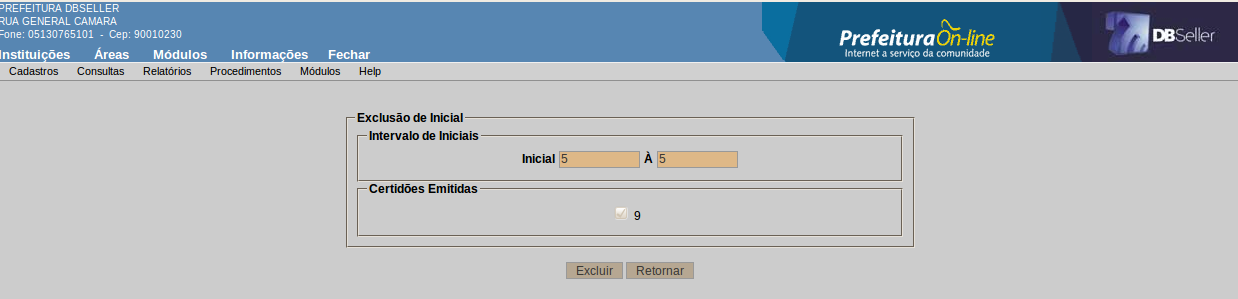 PREFEITURA DBSELLER
RUA GENERAL CAMARA
Fone: 05130765101 - Cep: 90010230
Instituições Áreas Módulos Informações Fechar
PrefeituraOn-line
Internet a serviço da comunidade
DBSeller
Cadastros Consultas Relatórios Procedimentos Módulos Help
Exclusão de Inicial
Intervalo de Iniciais
Inicial 5 À 5
Certidões Emitidas
9
Excluir Retornar